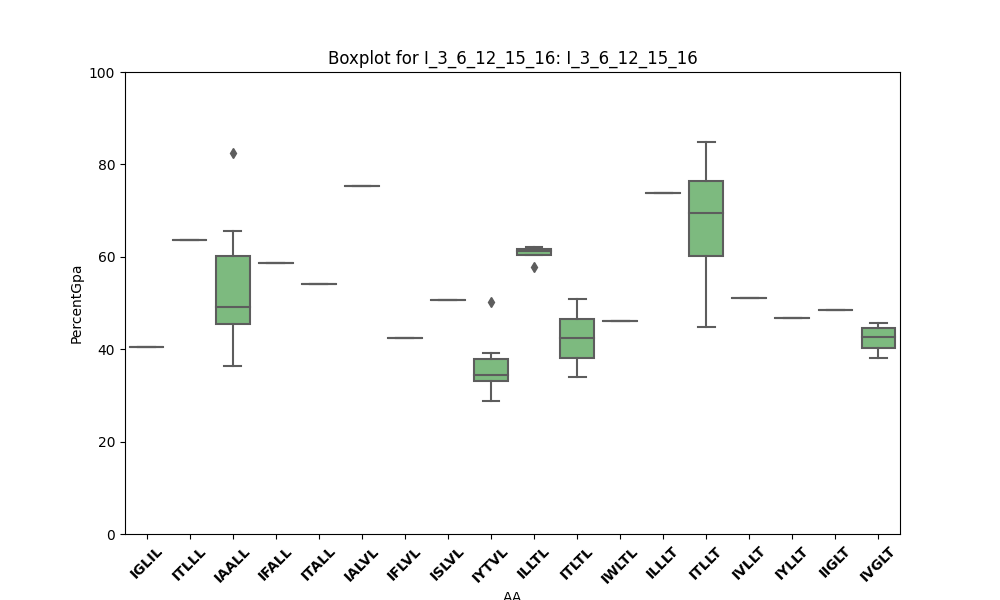 Boxplot for I_3_6_12_15_16: I_3_6_12_15_16
100
80
60
40
20
0
PercentGpa
IGLIL
ITLLL
IAALL
IFALL
ITALL
IALVL
IFLVL
ISLVL
IYTVL
ILLTL
ITLTL
IWLTL
ILLLT
ITLLT
IVLLT
IYLLT
IIGLT
IVGLT
AA